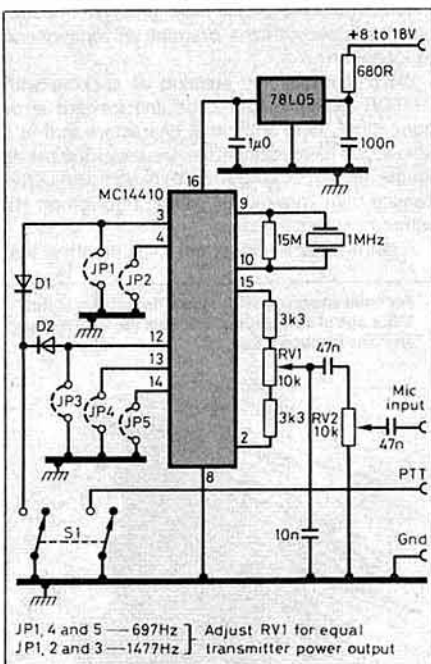 +8 to 18V
680R
78L05
1µ0
100n
16
MC14410
3
9
4
JP1
JP2
15M
1MHz
10
15
D1
D2
12
3k3
13
14
RV1
10k
47n
JP3
JP4
JP5
3k3
RV2
10k
Mic
input
2
47n
8
PTT
S1
10n
Gnd
JP1, 4 and 5 — 697Hz
JP1, 2 and 3 — 1477Hz
Adjust RV1 for equal
transmitter power output